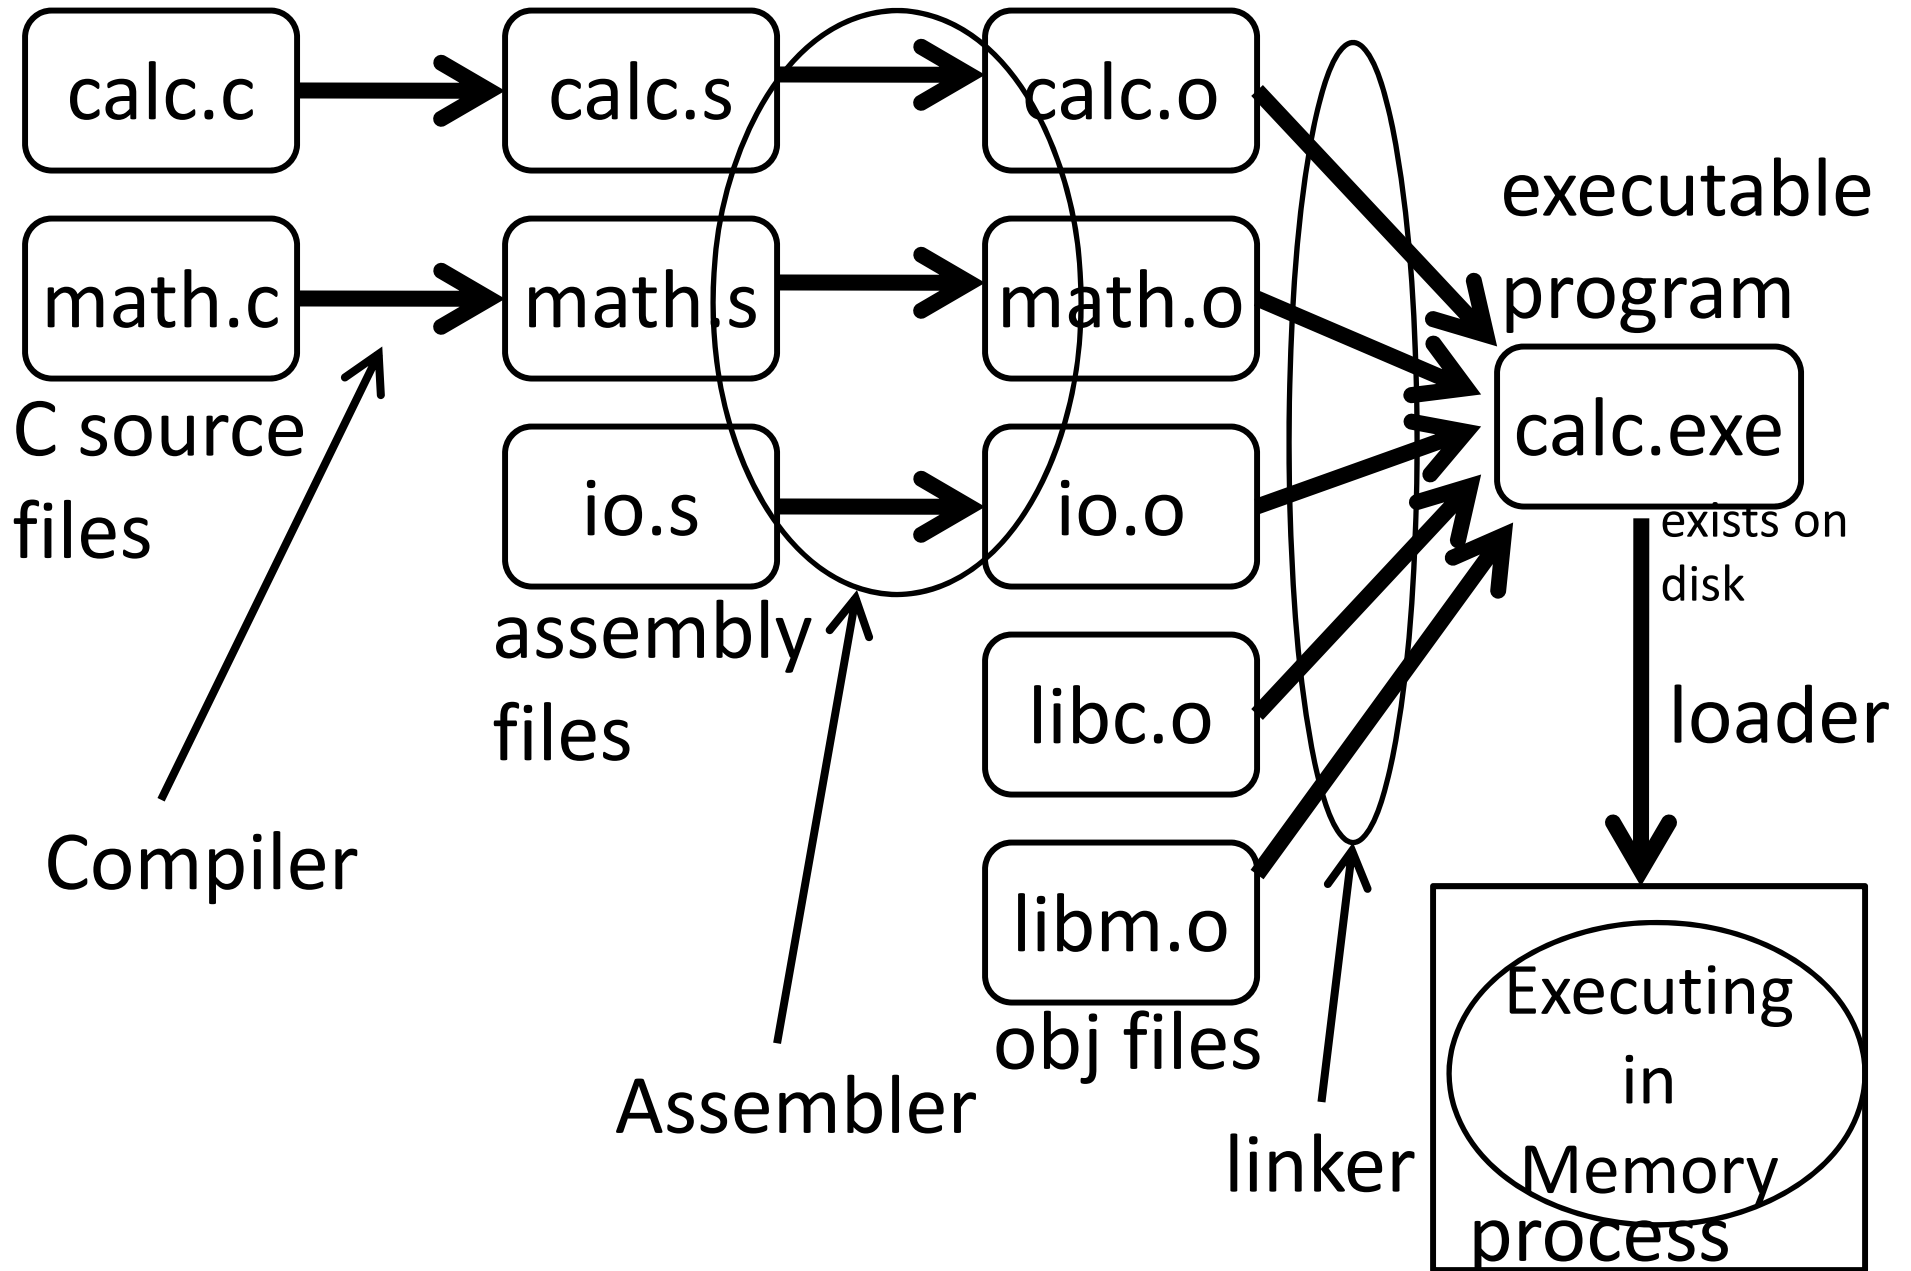 calc.c
calc.s
calc.o
executable
program
math.c
math.s
math.o
calc.exe
C source
files
io.s
io.o
exists on
disk
assembly
files
libc.o
loader
Compiler
libm.o
obj files
Assembler
linker
Executing
in
Memory
process